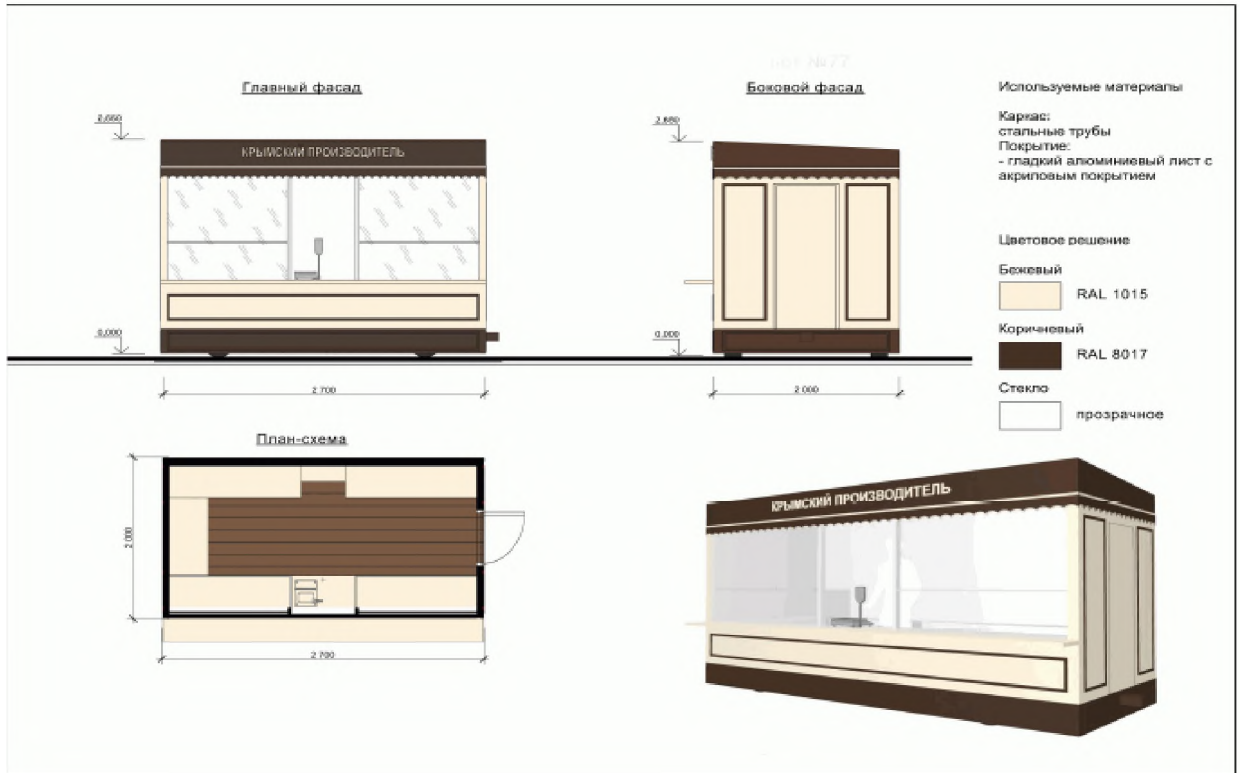 Главный фасад
2,660
КРЫМСКИЙ ПРОИЗВОДИТЕЛЬ
0,000
2 700
Боковой фасад
2,660
0,000
2 000
Используемые материалы
Каркас:
стальные трубы
Покрытие:
- гладкий алюминиевый лист с
акриловым покрытием
Цветовое решение
Бежевый
RAL 1015
Коричневый
RAL 8017
Стекло
прозрачное
План-схема
2 000
2 700
КРЫМСКИЙ ПРОИЗВОДИТЕЛЬ